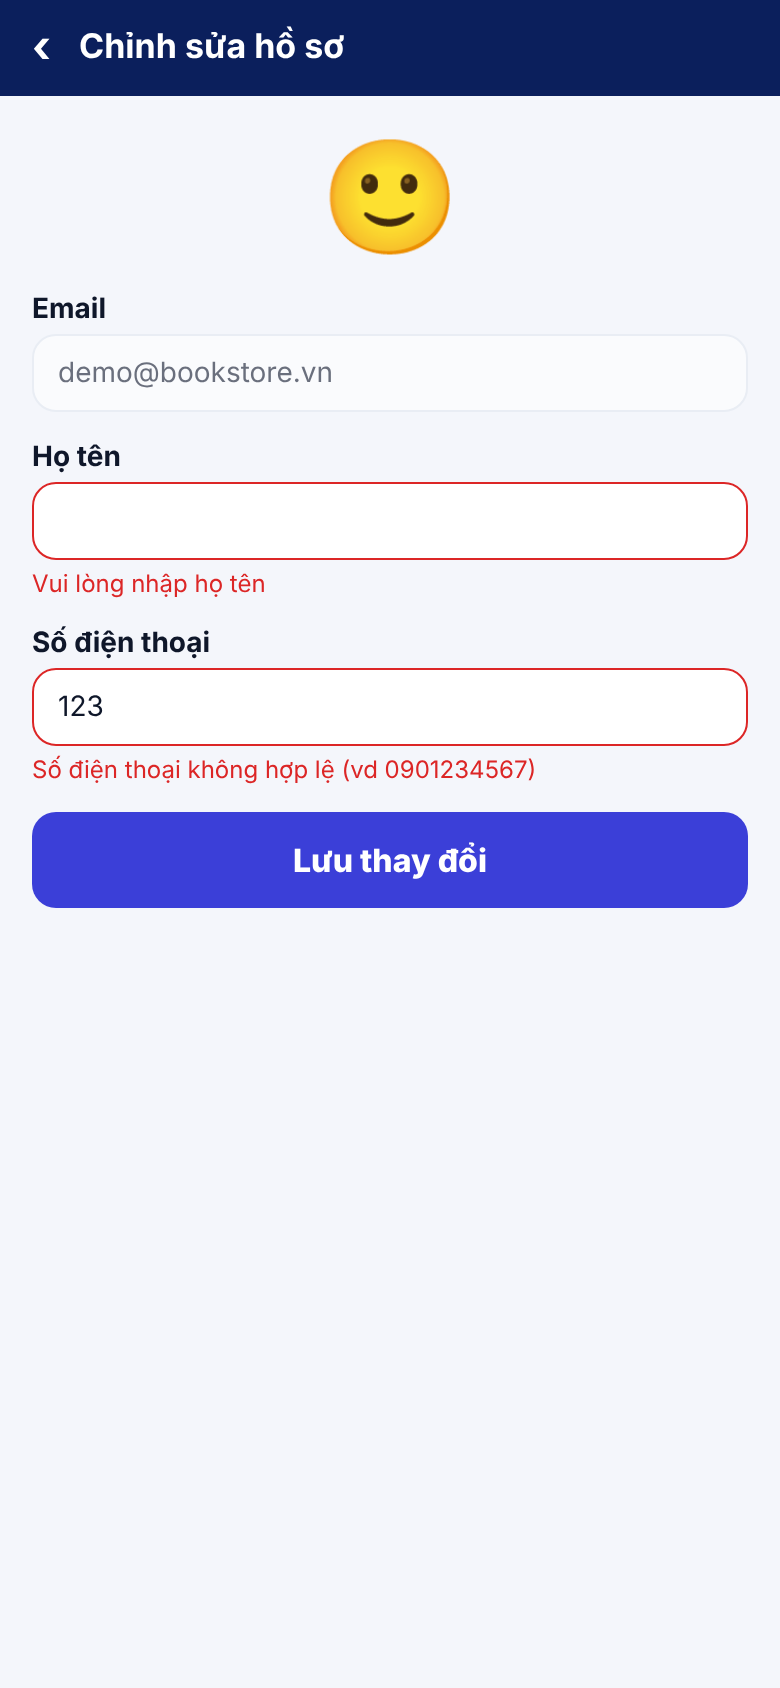 ‹ Chỉnh sửa hồ sơ
Email
demo@bookstore.vn
Họ tên
Vui lòng nhập họ tên
Số điện thoại
123
Số điện thoại không hợp lệ (vd 0901234567)
Lưu thay đổi